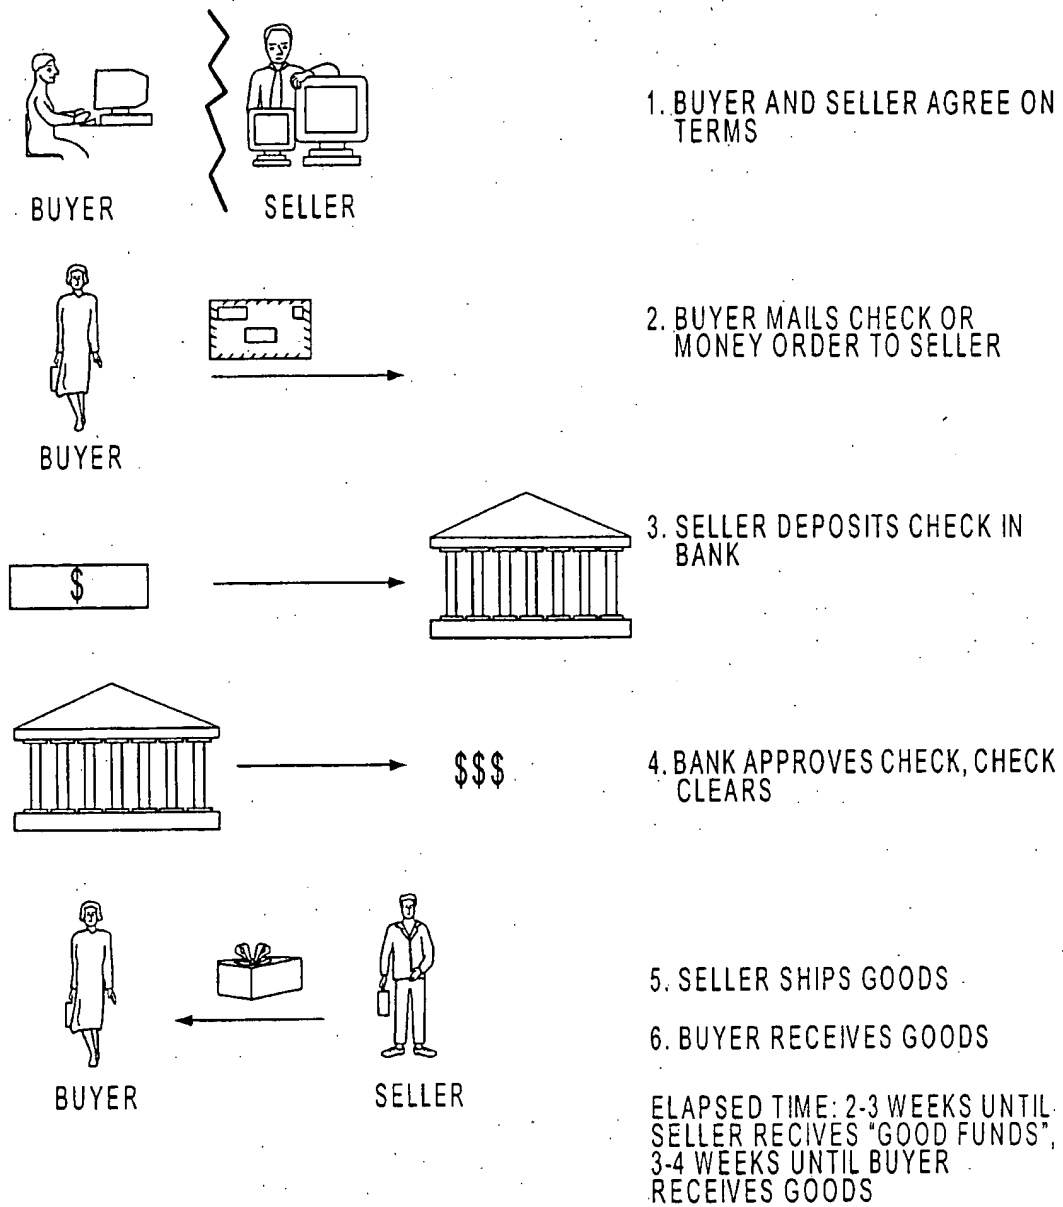 BUYER
SELLER
1. BUYER AND SELLER AGREE ON
TERMS
2. BUYER MAILS CHECK OR
MONEY ORDER TO SELLER
BUYER
3. SELLER DEPOSITS CHECK IN
BANK
$
$$$
4. BANK APPROVES CHECK, CHECK
CLEARS
5. SELLER SHIPS GOODS
6. BUYER RECEIVES GOODS
BUYER
SELLER
ELAPSED TIME: 2-3 WEEKS UNTIL
SELLER RECIVES "GOOD FUNDS",
3-4 WEEKS UNTIL BUYER
RECEIVES GOODS